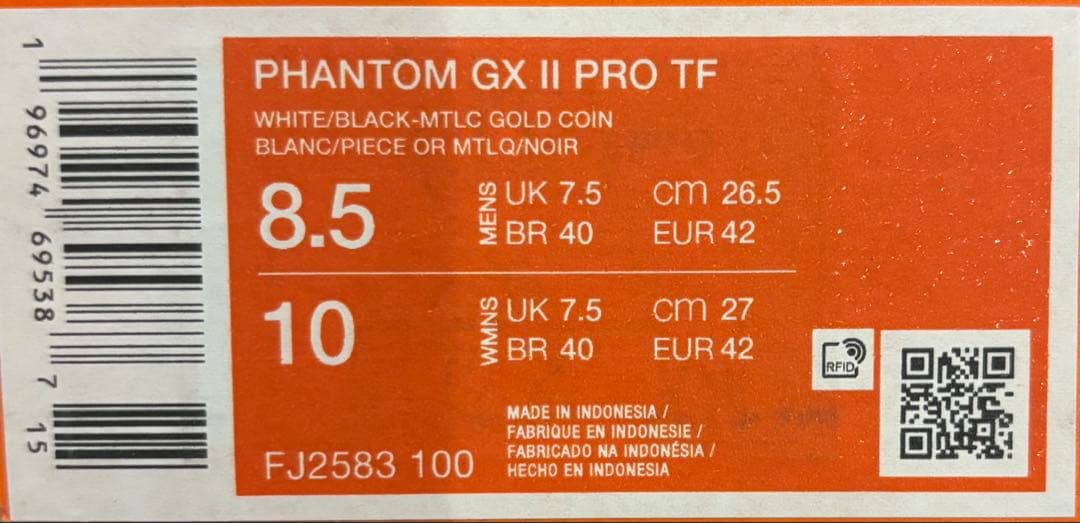 1 96974 69538 7 15
PHANTOM GX II PRO TF
WHITE/BLACK-MTLC GOLD COIN
BLANC/PIECE OR MTLQ/NOIR
8.5
MENS
UK 7.5 cm 26.5
BR 40 EUR 42
10
WMNS
UK 7.5 cm 27
BR 40 EUR 42
RFID
FJ2583 100
MADE IN INDONESIA /
FABRIQUE EN INDONESIE /
FABRICADO NA INDONÉSIA /
HECHO EN INDONESIA